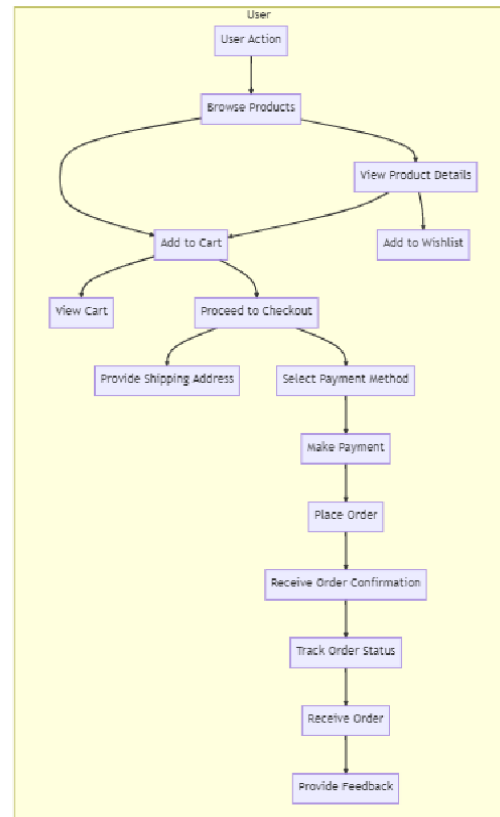 User
User Action
Browse Products
View Product Details
Add to Cart
Add to Wishlist
View Cart
Proceed to Checkout
Provide Shipping Address
Select Payment Method
Make Payment
Place Order
Receive Order Confirmation
Track Order Status
Receive Order
Provide Feedback